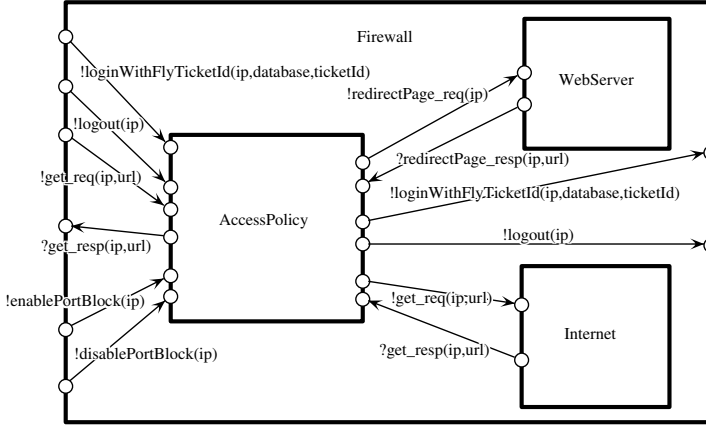 Firewall
!loginWithFlyTicketId(ip,database,ticketId)
WebServer
!redirectPage_req(ip)
!logout(ip)
?redirectPage_resp(ip,url)
!get_req(ip,url)
!loginWithFlyTicketId(ip,database,ticketId)
AccessPolicy
!logout(ip)
?get_resp(ip,url)
!enablePortBlock(ip)
!get_req(ip,url)
Internet
?get_resp(ip,url)
!disablePortBlock(ip)